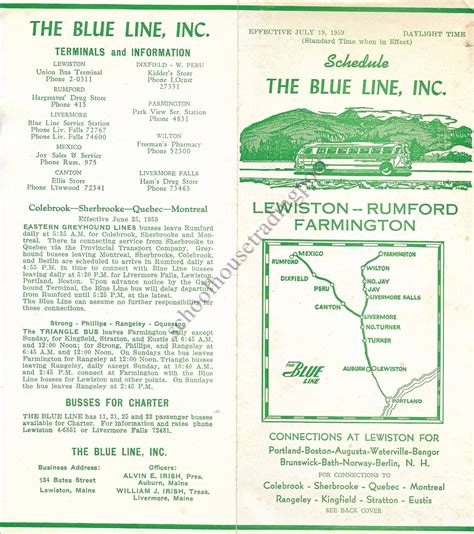 THE BLUE LINE, INC.
TERMINALS and INFORMATION
LEWISTON
Union Bus Terminal
Phone 2-0311
RUMFORD
Hargreaves' Drug Store
Phone 415
LIVERMORE
Blue Line Service Station
Phone Liv. Falls 72767
Phone Liv. Falls 74600
MEXICO
Joy Sales & Service
Phone Rum. 975
CANTON
Ellis Store
Phone LYnwood 72341
DIXFIELD - W. PERU
Kidder's Store
Phone LOcust
27331
FARMINGTON
Park View Ser. Station
Phone 4831
WILTON
Freeman's Pharmacy
Phone 52300
LIVERMORE FALLS
Ham's Drug Store
Phone 73463
Colebrook—Sherbrooke—Quebec—Montreal
Effective June 23, 1959
EASTERN GREYHOUND LINES busses leave Rumford
daily at 5:35 A.M. for Colebrook, Sherbrooke and Mon-
treal. There is connecting service from Sherbrooke to
Quebec via the Provincial Transport Company. Grey-
hound busses leaving Montreal, Sherbrooke, Colebrook,
and Berlin are scheduled to arrive in Rumford daily at
4:55 P.M. in time to connect with Blue Line busses
leaving daily at 5:20 P.M. for Livermore Falls, Lewiston,
Portland, Boston. Upon advance notice by the Grey-
hound Terminal, the Blue Line bus will delay departure
from Rumford until 5:25 P.M. at the latest.
The Blue Line can assume no further responsibility for
these connections.
Strong - Phillips - Rangeley - Oquossoc
The TRIANGLE BUS leaves Farmington daily except
Sunday, for Kingfield, Stratton, and Eustis at 6:45 A.M.
and 12:00 Noon; for Strong, Phillips, and Rangeley at
6:45 A.M. and 12:00 Noon. On Sundays the bus leaves
Farmington for Rangeley at 12:00 Noon. Triangle busses
leaving Rangeley, daily except Sunday, at 10:40 A.M.,
and 2:45 P.M. connect at Farmington with the Blue
Line busses for Lewiston and other points. On Sundays
the bus leaves Rangeley at 2:45 P.M.
BUSSES FOR CHARTER
THE BLUE LINE has 11, 21, 25 and 33 passenger busses
available for Charter. For information and rates phone
Lewiston 4-6851 or Livermore Falls 72481.
THE BLUE LINE, INC.
Business Address:
134 Bates Street
Lewiston, Maine
Officers:
ALVIN E. IRISH, Pres.
Auburn, Maine
WILLIAM J. IRISH, Treas.
Livermore, Maine
EFFECTIVE JULY 19, 1959
DAYLIGHT TIME
(Standard Time when in Effect)
Schedule
THE BLUE LINE, INC.
LEWISTON -- RUMFORD
FARMINGTON
RUMFORD
MEXICO
DIXFIELD
PERU
CANTON
FARMINGTON
WILTON
NO. JAY
JAY
LIVERMORE FALLS
LIVERMORE
NO. TURNER
TURNER
AUBURN
LEWISTON
PORTLAND
THE BLUE LINE
CONNECTIONS AT LEWISTON FOR
Portland-Boston-Augusta-Waterville-Bangor
Brunswick-Bath-Norway-Berlin, N. H.
FOR CONNECTIONS TO
Colebrook - Sherbrooke - Quebec - Montreal
Rangeley - Kingfield - Stratton - Eustis
SEE BACK COVER